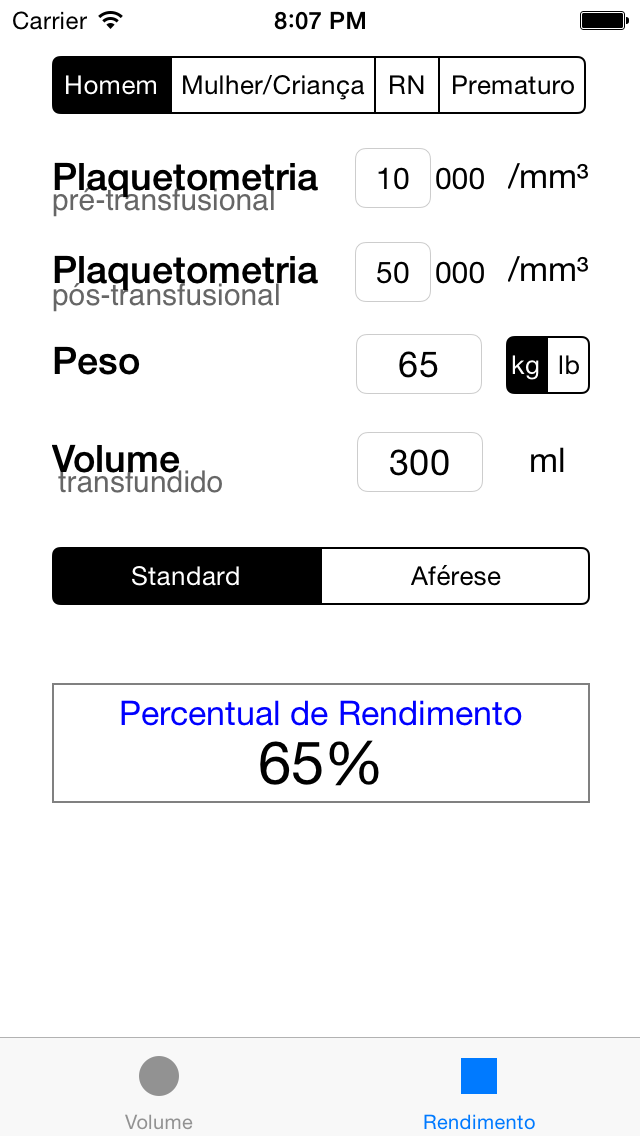 Carrier 8:07 PM
Homem Mulher/Criança RN Prematuro
Plaquetometria 10 000 /mm³
pré-transfusional
Plaquetometria 50 000 /mm³
pós-transfusional
Peso 65 kg lb
Volume 300 ml
transfundido
Standard Aférese
Percentual de Rendimento
65%
Volume Rendimento